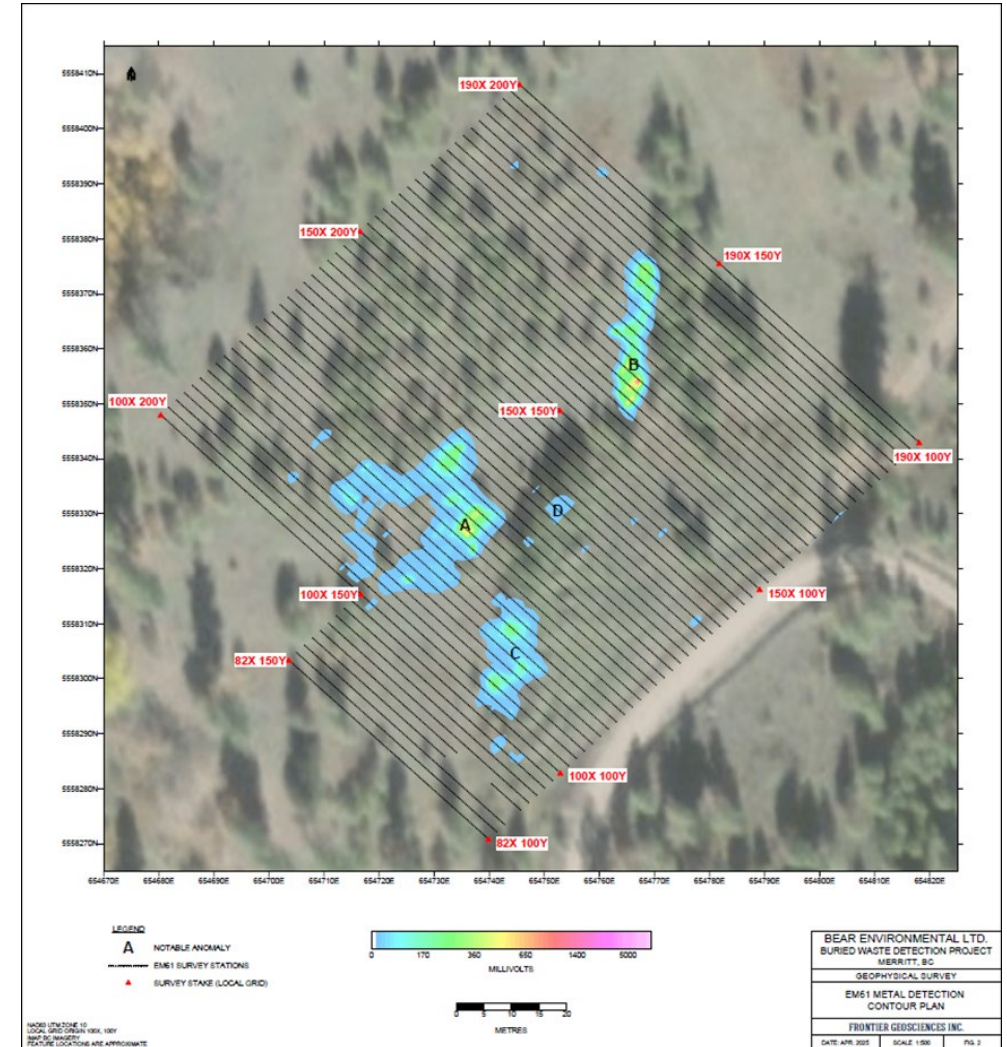 190X 200Y
5558410N
5558400N
5558390N
150X 200Y
5558380N
190X 150Y
5558370N
5558360N
B
100X 200Y
5558350N
150X 150Y
190X 100Y
5558340N
5558330N
A
D
5558320N
100X 150Y
150X 100Y
5558310N
C
82X 150Y
5558300N
5558290N
100X 100Y
5558280N
5558270N
82X 100Y
654670E 654680E 654690E 654700E 654710E 654720E 654730E 654740E 654750E 654760E 654770E 654780E 654790E 654800E 654810E 654820E
LEGEND
A NOTABLE ANOMALY
EM61 SURVEY STATIONS
SURVEY STAKE (LOCAL GRID)
0 170 360 660 1400 5000
MILLIVOLTS
0 5 10 15 20
METRES
NAD83 UTM ZONE 10
LOCAL GRID ORIGIN 100X, 100Y
IMAP BC IMAGERY
FEATURE LOCATIONS ARE APPROXIMATE
BEAR ENVIRONMENTAL LTD.
BURIED WASTE DETECTION PROJECT
MERRITT, BC
GEOPHYSICAL SURVEY
EM61 METAL DETECTION
CONTOUR PLAN
FRONTIER GEOSCIENCES INC.
DATE: APR. 2025 SCALE 1:500 FIG. 2